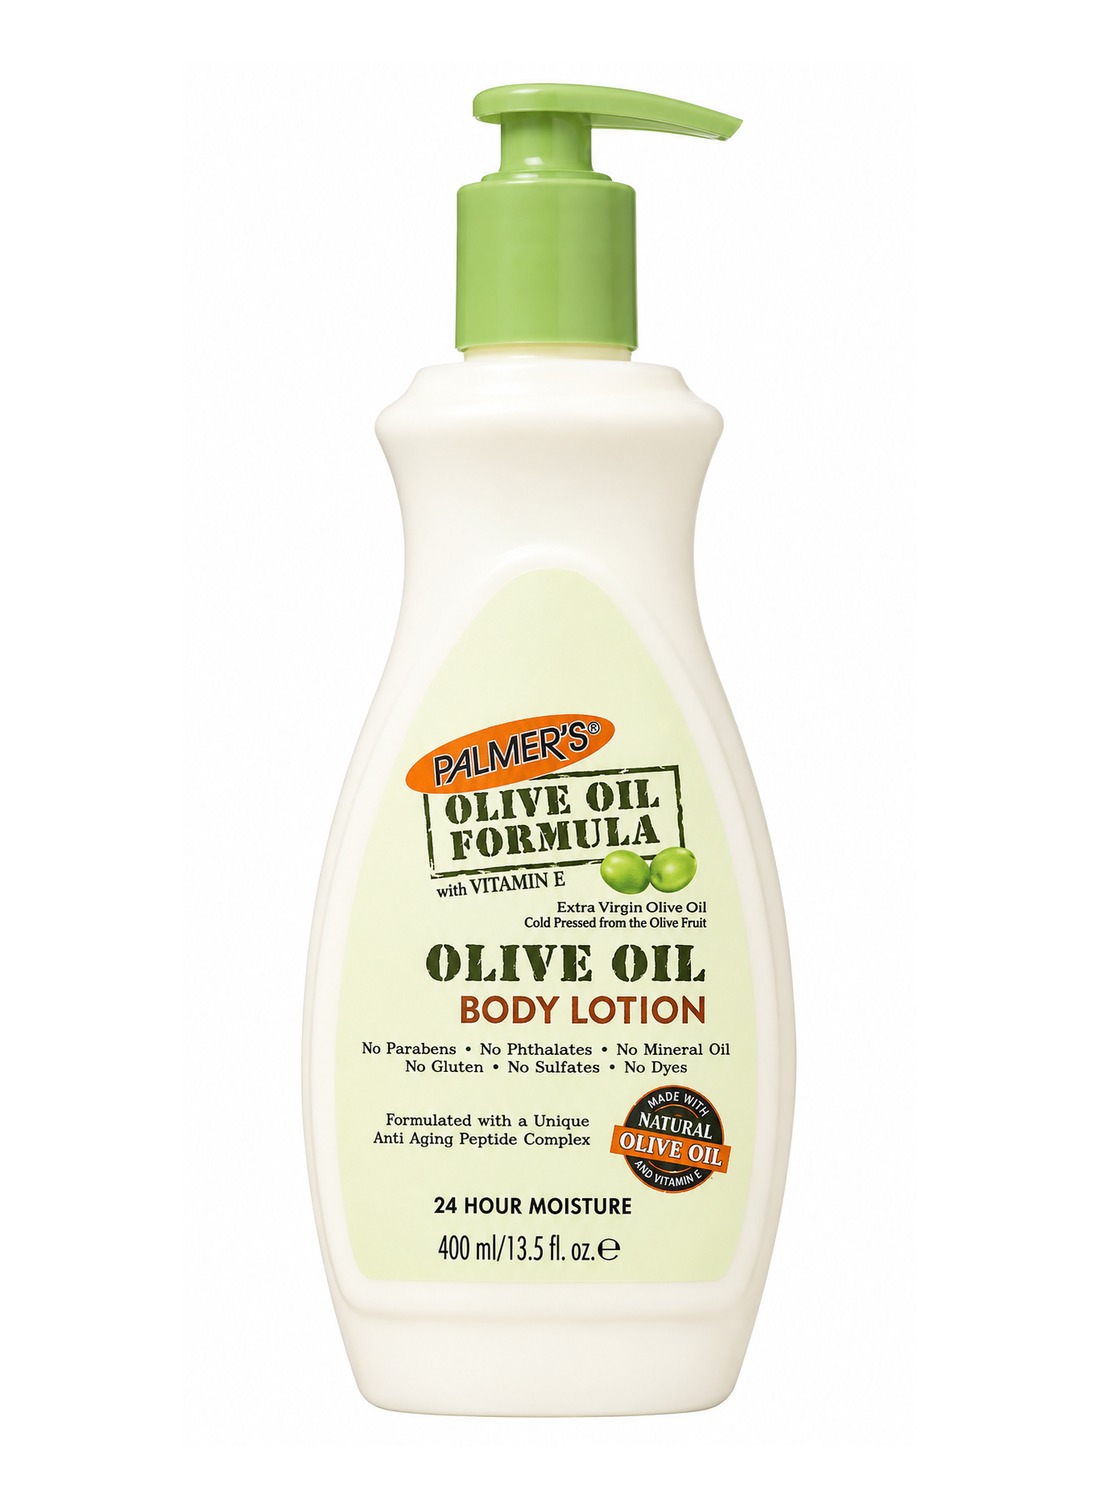 PALMER'S®
OLIVE OIL
FORMULA
with VITAMIN E
Extra Virgin Olive Oil
Cold Pressed from the Olive Fruit
OLIVE OIL
BODY LOTION
No Parabens • No Phthalates • No Mineral Oil
No Gluten • No Sulfates • No Dyes
Formulated with a Unique
Anti Aging Peptide Complex
MADE WITH
NATURAL
OLIVE OIL
AND VITAMIN E
24 HOUR MOISTURE
400 ml/13.5 fl. oz.℮